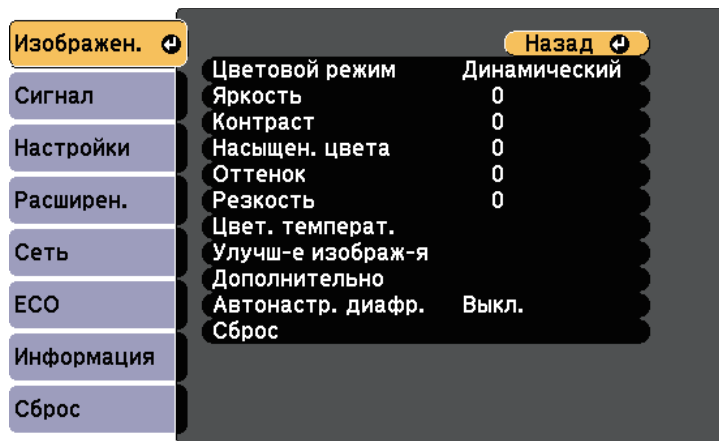 Изображен.
Сигнал
Настройки
Расширен.
Сеть
ECO
Информация
Сброс
Назад
Цветовой режим Динамический
Яркость 0
Контраст 0
Насыщен. цвета 0
Оттенок 0
Резкость 0
Цвет. температ.
Улучш-е изображ-я
Дополнительно
Автонастр. диафр. Выкл.
Сброс